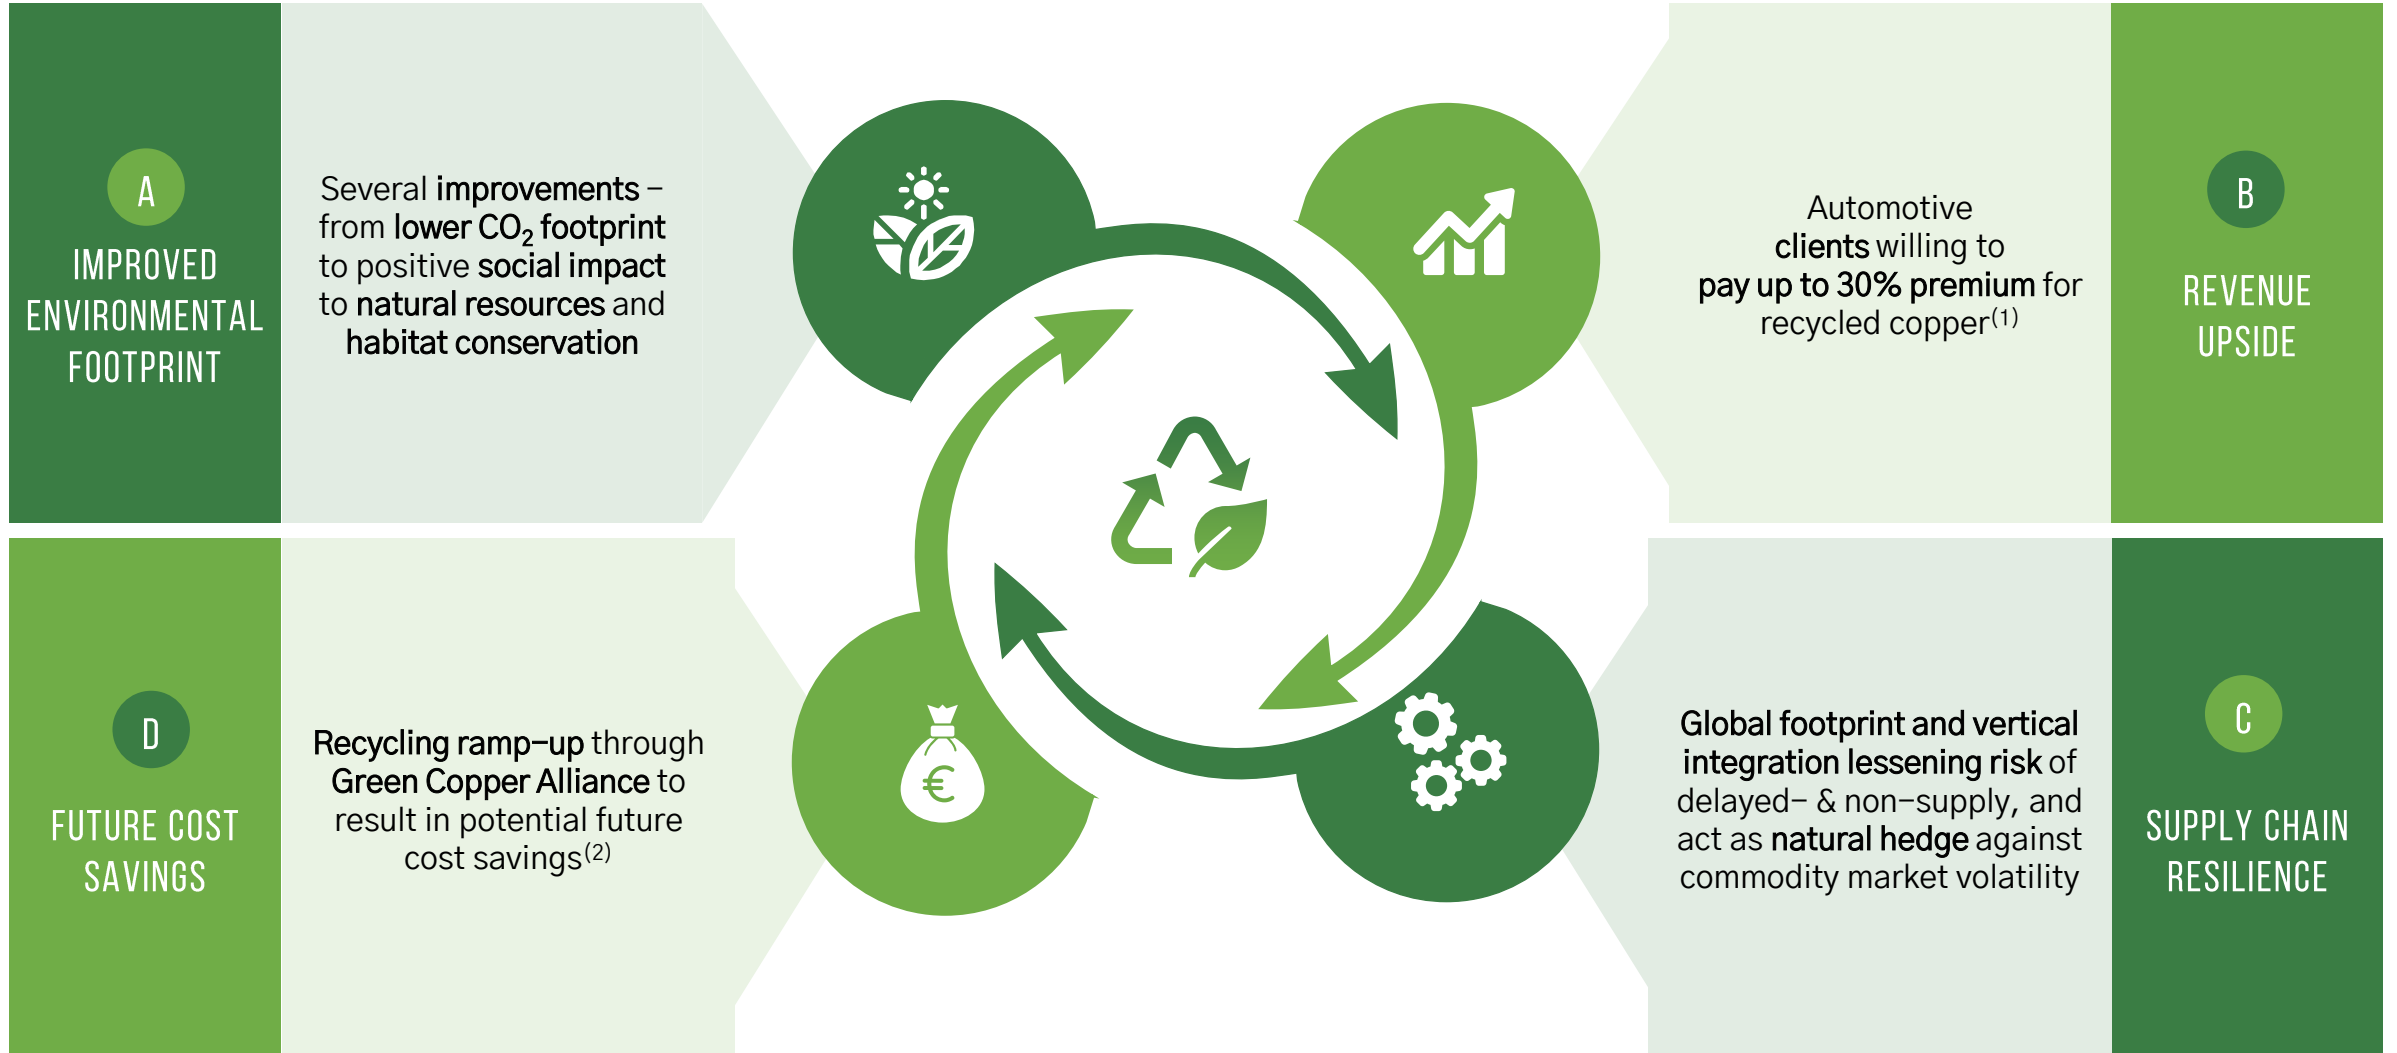 A
IMPROVED
ENVIRONMENTAL
FOOTPRINT
Several improvements –
from lower CO₂ footprint
to positive social impact
to natural resources and
habitat conservation
Automotive
clients willing to
pay up to 30% premium for
recycled copper⁽¹⁾
B
REVENUE
UPSIDE
D
FUTURE COST
SAVINGS
Recycling ramp–up through
Green Copper Alliance to
result in potential future
cost savings⁽²⁾
€
Global footprint and vertical
integration lessening risk of
delayed– & non–supply, and
act as natural hedge against
commodity market volatility
C
SUPPLY CHAIN
RESILIENCE